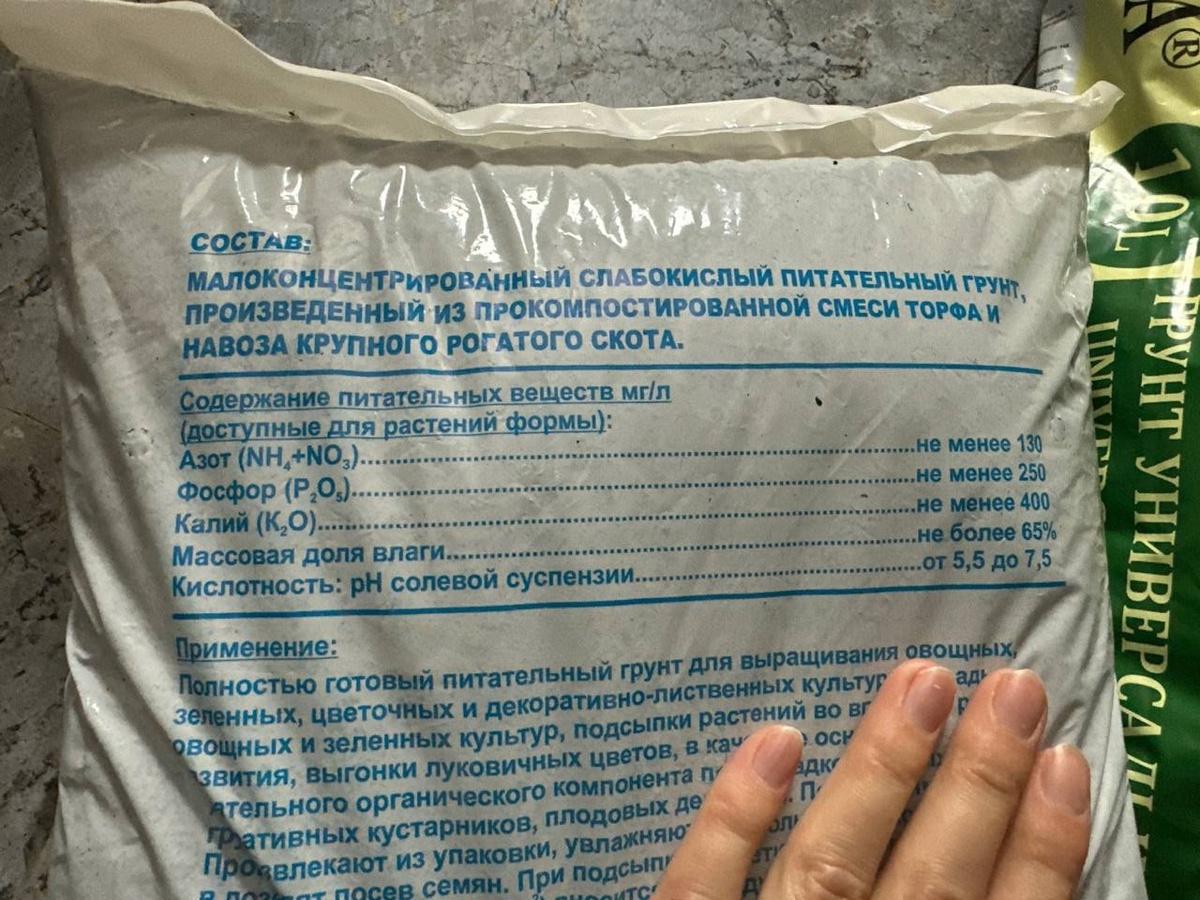 СОСТАВ:
МАЛОКОНЦЕНТРИРОВАННЫЙ СЛАБОКИСЛЫЙ ПИТАТЕЛЬНЫЙ ГРУНТ,
ПРОИЗВЕДЕННЫЙ ИЗ ПРОКОМПОСТИРОВАННОЙ СМЕСИ ТОРФА И
НАВОЗА КРУПНОГО РОГАТОГО СКОТА.
Содержание питательных веществ мг/л
(доступные для растений формы):
Азот (NH₄+NO₃)..........не менее 130
Фосфор (P₂O₅)..........не менее 250
Калий (K₂O)..........не менее 400
Массовая доля влаги..........не более 65%
Кислотность: pH солевой суспензии..........от 5,5 до 7,5
Применение:
Полностью готовый питательный грунт для выращивания овощных,
зеленных, цветочных и декоративно-лиственных культур
овощных и зеленных культур, подсыпки растений во
выгонки луковичных цветов, в
органического компонента
кустарников, плодовых
из упаковки, увлажняют
посев семян. При
10L
ГРУНТ УНИВЕРСАЛЬН